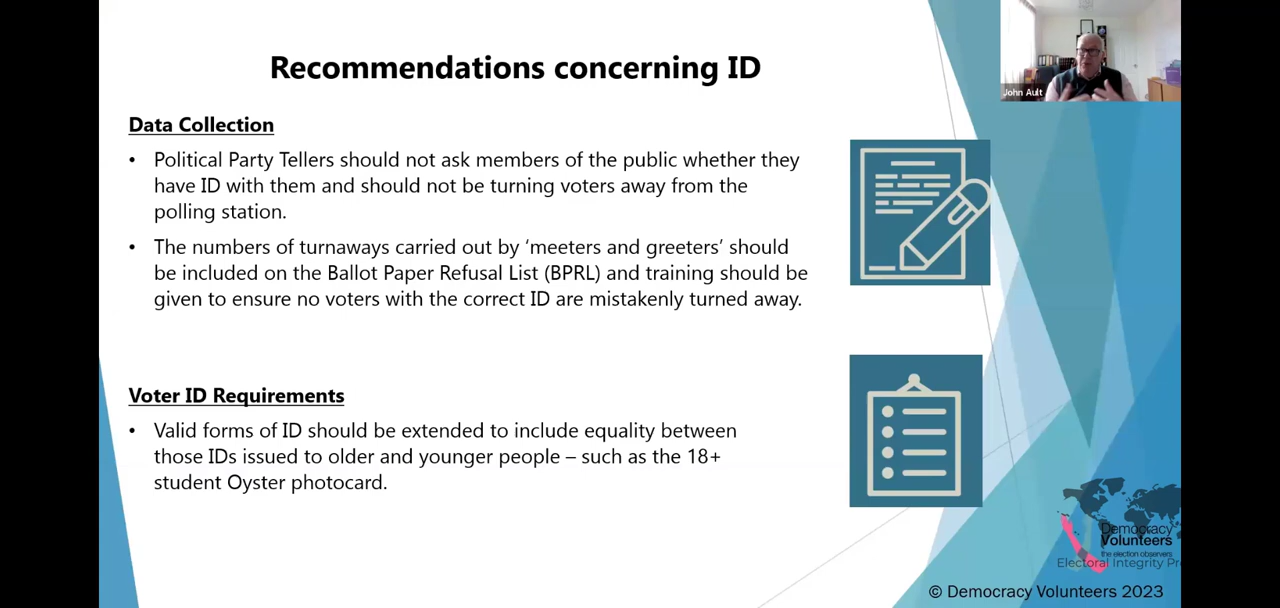 Recommendations concerning ID
John Ault
Data Collection
• Political Party Tellers should not ask members of the public whether they
have ID with them and should not be turning voters away from the
polling station.
• The numbers of turnaways carried out by ‘meeters and greeters’ should
be included on the Ballot Paper Refusal List (BPRL) and training should be
given to ensure no voters with the correct ID are mistakenly turned away.
Voter ID Requirements
• Valid forms of ID should be extended to include equality between
those IDs issued to older and younger people – such as the 18+
student Oyster photocard.
Democracy
Volunteers
the election observers
Electoral Integrity Pr
© Democracy Volunteers 2023